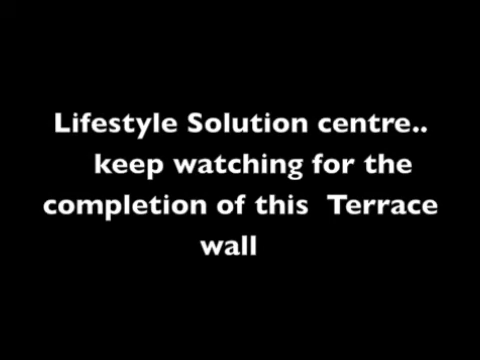 Lifestyle Solution centre..
keep watching for the
completion of this  Terrace
wall